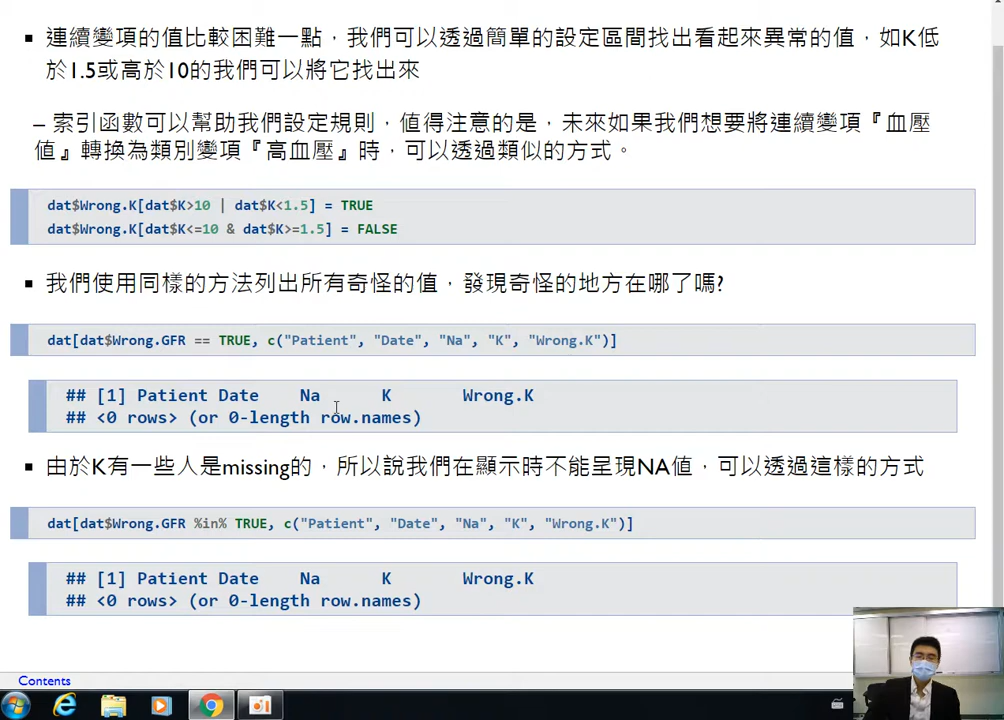 ▪ 連續變項的值比較困難一點，我們可以透過簡單的設定區間找出看起來異常的值，如K低
於1.5或高於10的我們可以將它找出來
– 索引函數可以幫助我們設定規則，值得注意的是，未來如果我們想要將連續變項『血壓
值』轉換為類別變項『高血壓』時，可以透過類似的方式。
dat$Wrong.K[dat$K>10 | dat$K<1.5] = TRUE
dat$Wrong.K[dat$K<=10 & dat$K>=1.5] = FALSE
▪ 我們使用同樣的方法列出所有奇怪的值，發現奇怪的地方在哪了嗎?
dat[dat$Wrong.GFR == TRUE, c("Patient", "Date", "Na", "K", "Wrong.K")]
## [1] Patient Date    Na      K       Wrong.K
## <0 rows> (or 0-length row.names)
▪ 由於K有一些人是missing的，所以說我們在顯示時不能呈現NA值，可以透過這樣的方式
dat[dat$Wrong.GFR %in% TRUE, c("Patient", "Date", "Na", "K", "Wrong.K")]
## [1] Patient Date    Na      K       Wrong.K
## <0 rows> (or 0-length row.names)
Contents